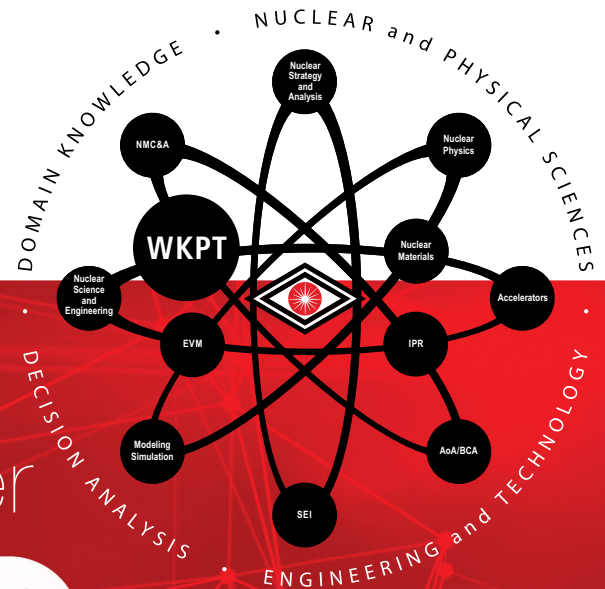 DOMAIN KNOWLEDGE · NUCLEAR and PHYSICAL SCIENCES ·
Nuclear
Strategy
and
Analysis
NMC&A
Nuclear
Physics
WKPT
Nuclear
Materials
Nuclear
Science
and
Engineering
Accelerators
EVM
IPR
Modeling
Simulation
AoA/BCA
SEI
· DECISION ANALYSIS · ENGINEERING and TECHNOLOGY
er